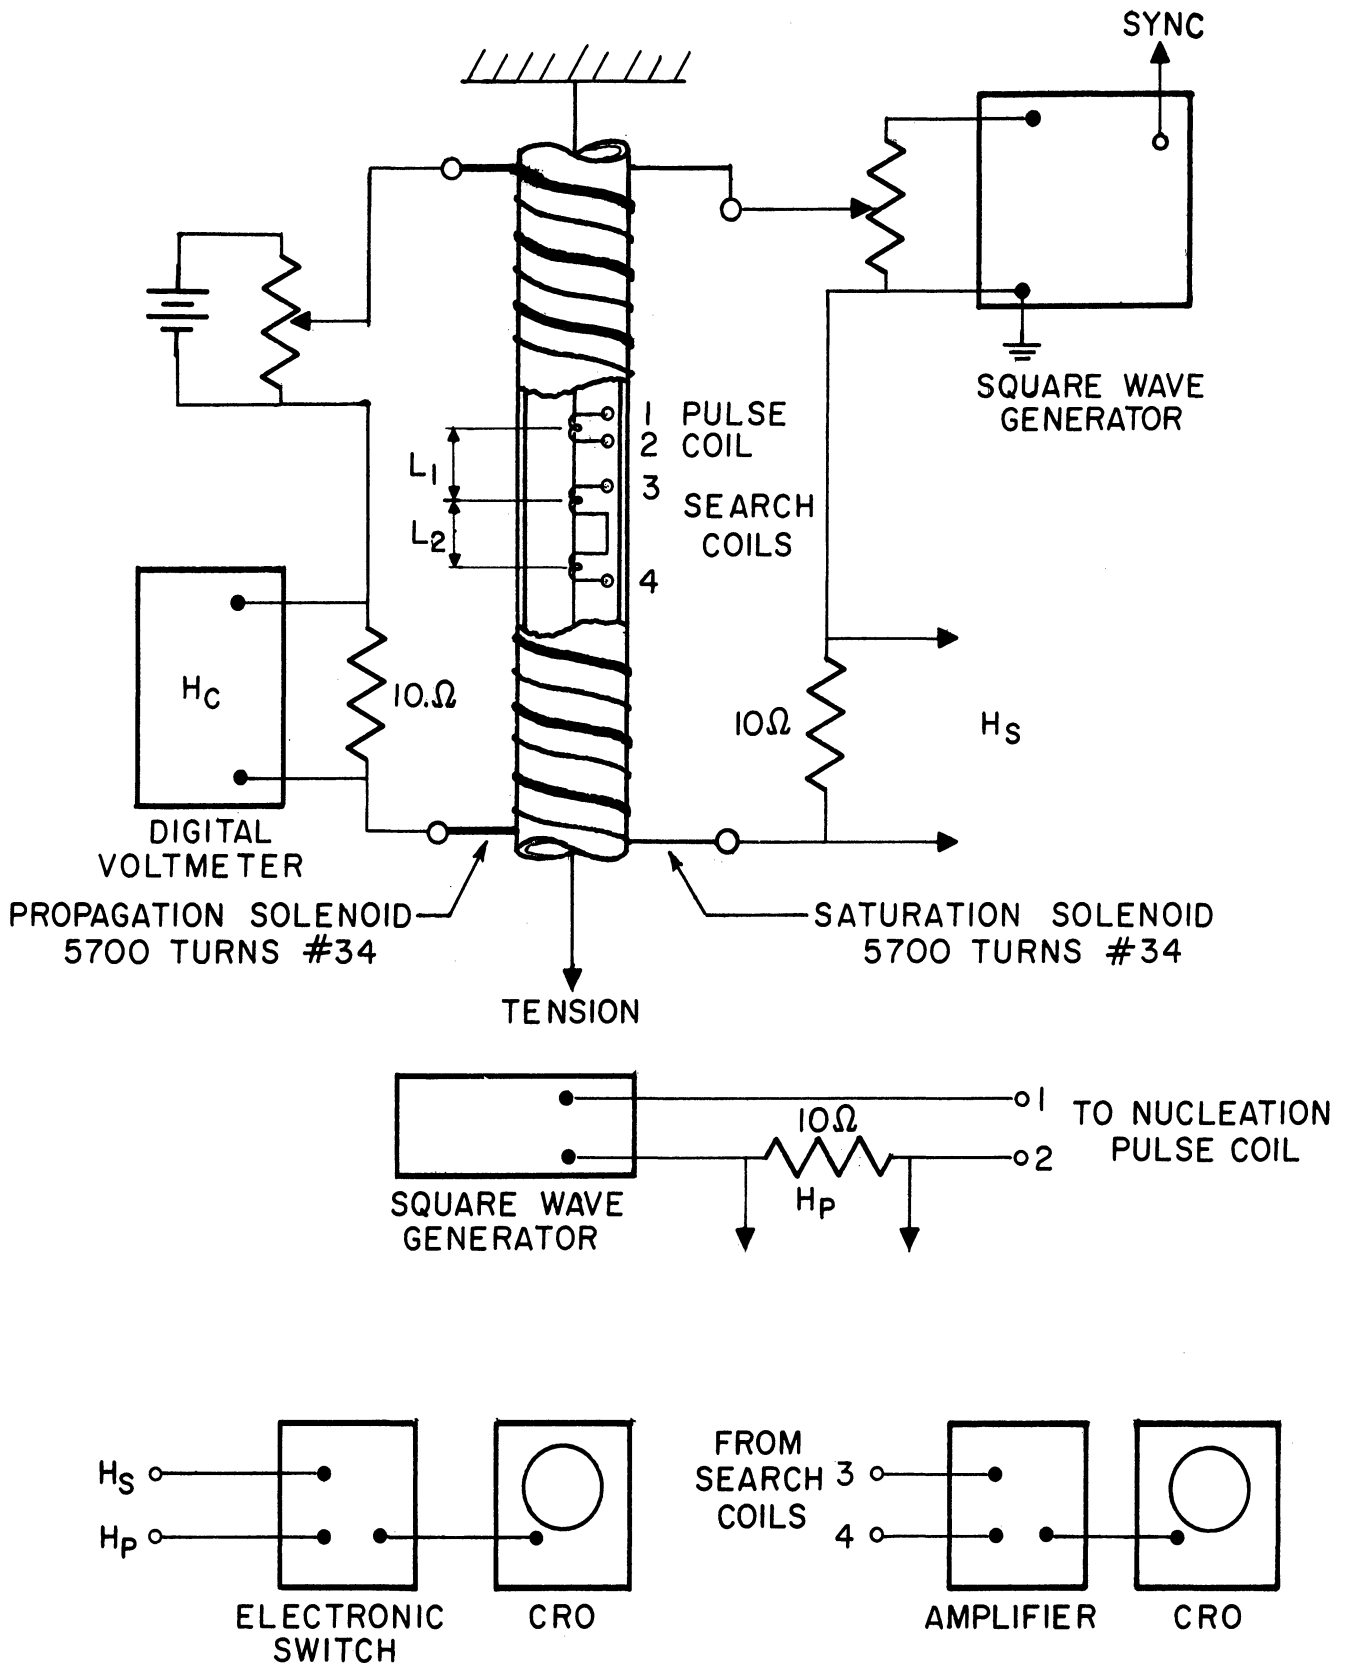 SYNC
SQUARE WAVE
GENERATOR
1 PULSE
2 COIL
L1
3
SEARCH
COILS
L2
4
HC
10.Ω
10Ω
HS
DIGITAL
VOLTMETER
PROPAGATION SOLENOID
5700 TURNS #34
SATURATION SOLENOID
5700 TURNS #34
TENSION
1
10Ω
TO NUCLEATION
PULSE COIL
2
HP
SQUARE WAVE
GENERATOR
HS
HP
ELECTRONIC
SWITCH
CRO
FROM
SEARCH
COILS
3
4
AMPLIFIER
CRO